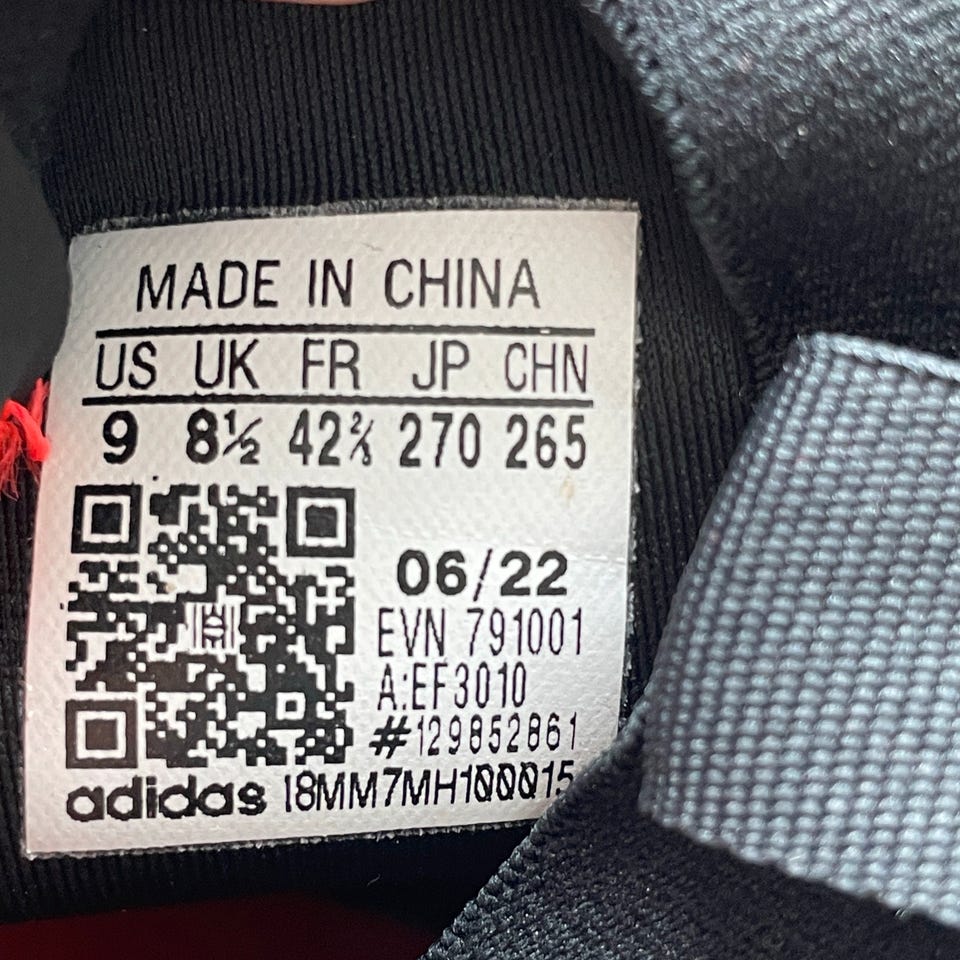 MADE IN CHINA
US UK FR JP CHN
9 8½ 42⅔ 270 265
06/22
EVN 791001
A:EF3010
#129852861
adidas 18MM7MH100015